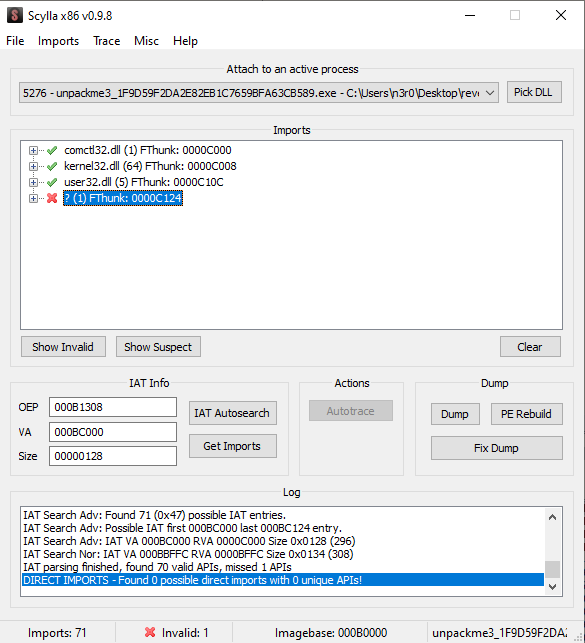 Scylla x86 v0.9.8
File Imports Trace Misc Help
Attach to an active process
5276 - unpackme3_1F9D59F2DA2E82EB1C7659BFA63CB589.exe - C:\Users\n3r0\Desktop\reve
Pick DLL
Imports
comctl32.dll (1) FThunk: 0000C000
kernel32.dll (64) FThunk: 0000C008
user32.dll (5) FThunk: 0000C10C
? (1) FThunk: 0000C124
Show Invalid
Show Suspect
Clear
IAT Info
OEP 000B1308
VA 000BC000
Size 00000128
IAT Autosearch
Get Imports
Actions
Autotrace
Dump
Dump
PE Rebuild
Fix Dump
Log
IAT Search Adv: Found 71 (0x47) possible IAT entries.
IAT Search Adv: Possible IAT first 000BC000 last 000BC124 entry.
IAT Search Adv: IAT VA 000BC000 RVA 0000C000 Size 0x0128 (296)
IAT Search Nor: IAT VA 000BBFFC RVA 0000BFFC Size 0x0134 (308)
IAT parsing finished, found 70 valid APIs, missed 1 APIs
DIRECT IMPORTS - Found 0 possible direct imports with 0 unique APIs!
Imports: 71
Invalid: 1
Imagebase: 000B0000
unpackme3_1F9D59F2DA2